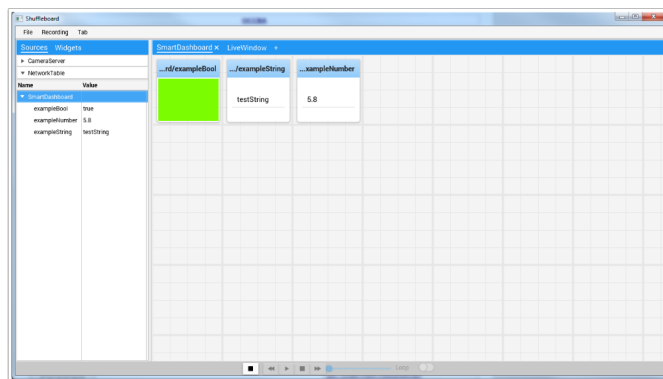 Shuffleboard
File Recording Tab
Sources Widgets
SmartDashboard × LiveWindow +
CameraServer
NetworkTable
Name Value
SmartDashboard
exampleBool true
exampleNumber 5.8
exampleString testString
...rd/exampleBool
.../exampleString
...xampleNumber
testString
5.8
Loop